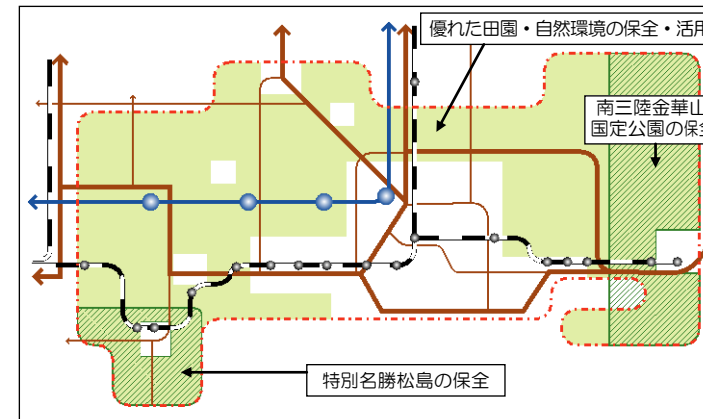 優れた田園・自然環境の保全・活用
南三陸金華山
国定公園の保全
特別名勝松島の保全